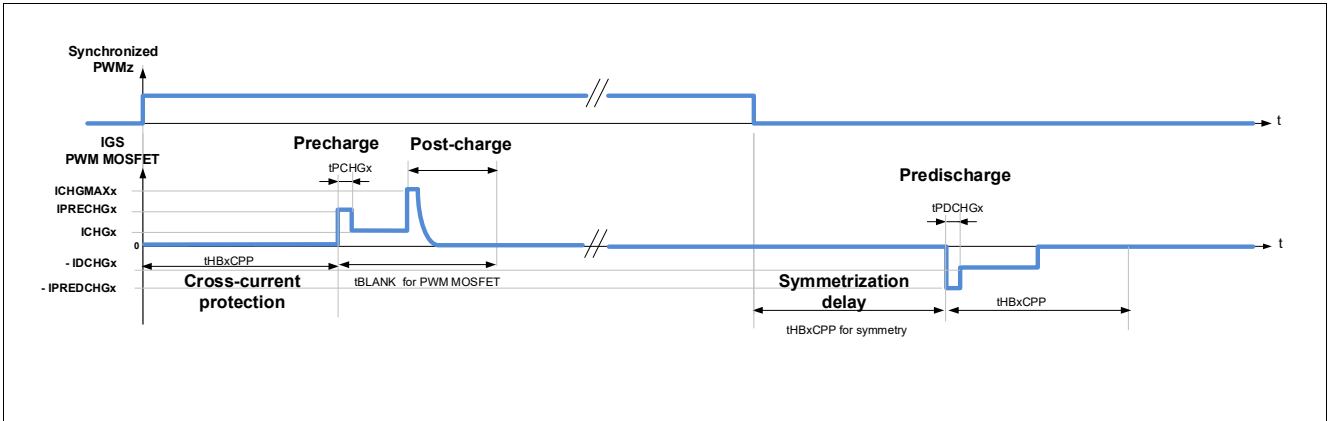 Synchronized
PWMz
t
IGS
PWM MOSFET
Precharge
Post-charge
tPCHGx
Predischarge
tPDCHGx
ICHGMAXx
IPRECHGx
ICHGx
0
t
- IDCHGx
- IPREDCHGx
tHBxCPP
Cross-current
protection
tBLANK for PWM MOSFET
Symmetrization
delay
tHBxCPP
tHBxCPP for symmetry